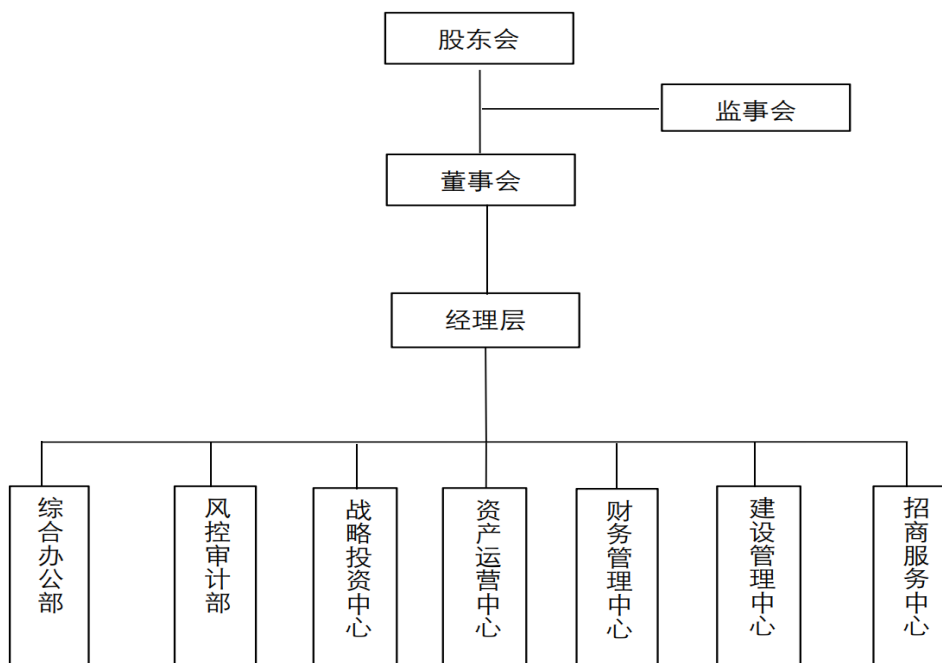 股东会
监事会
董事会
经理层
综合办公部
风控审计部
战略投资中心
资产运营中心
财务管理中心
建设管理中心
招商服务中心